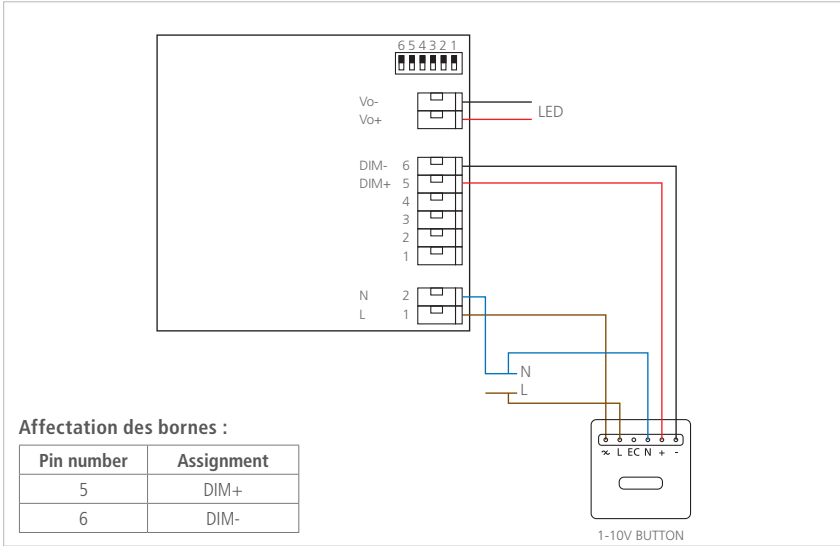 6 5 4 3 2 1
Vo-
Vo+
LED
DIM- 6
DIM+ 5
4
3
2
1
N 2
L 1
N
L
Affectation des bornes :
Pin number Assignment
5 DIM+
6 DIM-
L EC N + -
1-10V BUTTON